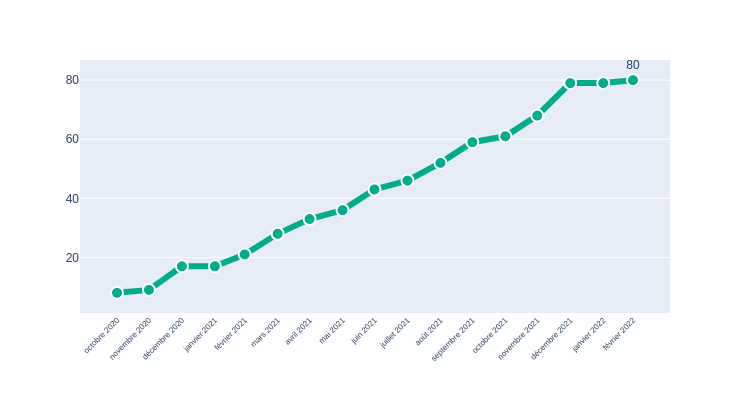 80
80
60
40
20
octobre 2020
novembre 2020
décembre 2020
janvier 2021
février 2021
mars 2021
avril 2021
mai 2021
juin 2021
juillet 2021
août 2021
septembre 2021
octobre 2021
novembre 2021
décembre 2021
janvier 2022
février 2022